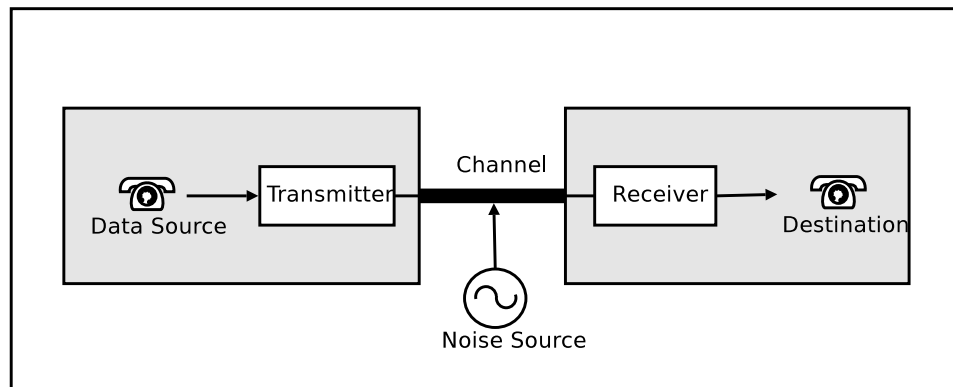 Channel
Transmitter
Receiver
Data Source
Destination
Noise Source